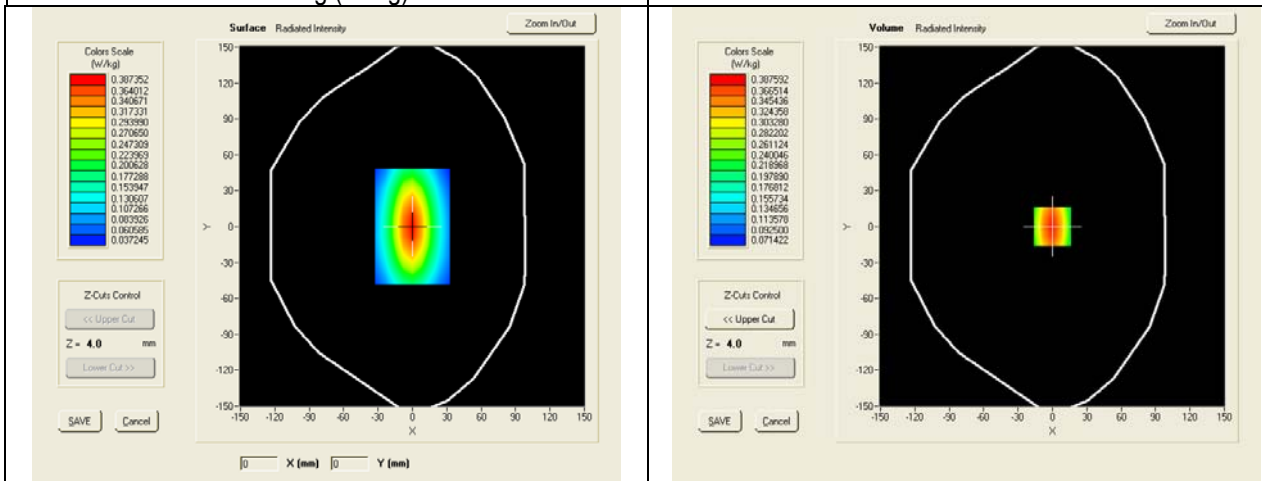 Surface Radiated Intensity
Zoom In/Out
Colors Scale
(W/kg)
0.387352
0.364012
0.340671
0.317331
0.293990
0.270650
0.247309
0.223969
0.200628
0.177288
0.153947
0.130607
0.107266
0.083926
0.060585
0.037245
150
90
60
30
0
-30
-60
-90
-120
-150
Y
-150 -120 -90 -60 -30 0 30 60 90 120 150
X
Z-Cuts Control
<< Upper Cut
Z = 4.0 mm
Lower Cut >>
SAVE Cancel
0 X (mm) 0 Y (mm)
Volume Radiated Intensity
Zoom In/Out
Colors Scale
(W/kg)
0.387592
0.366514
0.345436
0.324358
0.303280
0.282202
0.261124
0.240046
0.218968
0.197890
0.176812
0.155734
0.134656
0.113578
0.092500
0.071422
150
90
60
30
0
-30
-60
-90
-120
-150
Y
-150 -120 -90 -60 -30 0 30 60 90 120 150
X
Z-Cuts Control
<< Upper Cut
Z = 4.0 mm
Lower Cut >>
SAVE Cancel